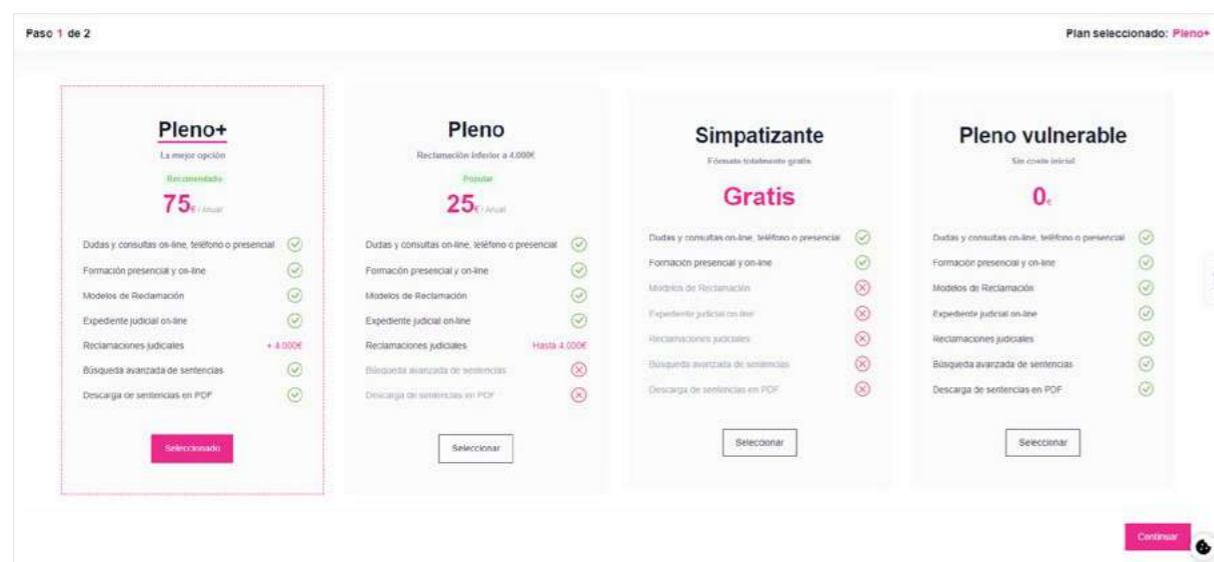 Paso 1 de 2
Plan seleccionado: Pleno+
Pleno+
La mejor opción
Recomendado
75€ / Anual
Dudas y consultas on-line, teléfono o presencial
Formación presencial y on-line
Modelos de Reclamación
Expediente judicial on-line
Reclamaciones judiciales + 4.000€
Búsqueda avanzada de sentencias
Descarga de sentencias en PDF
Seleccionado
Pleno
Reclamación inferior a 4.000€
Popular
25€ / Anual
Dudas y consultas on-line, teléfono o presencial
Formación presencial y on-line
Modelos de Reclamación
Expediente judicial on-line
Reclamaciones judiciales Hasta 4.000€
Búsqueda avanzada de sentencias
Descarga de sentencias en PDF
Seleccionar
Simpatizante
Fórmato totalmente gratis
Gratis
Dudas y consultas on-line, teléfono o presencial
Formación presencial y on-line
Modelos de Reclamación
Expediente judicial on-line
Reclamaciones judiciales
Búsqueda avanzada de sentencias
Descarga de sentencias en PDF
Seleccionar
Pleno vulnerable
Sin coste inicial
0€
Dudas y consultas on-line, teléfono o presencial
Formación presencial y on-line
Modelos de Reclamación
Expediente judicial on-line
Reclamaciones judiciales
Búsqueda avanzada de sentencias
Descarga de sentencias en PDF
Seleccionar
Continuar